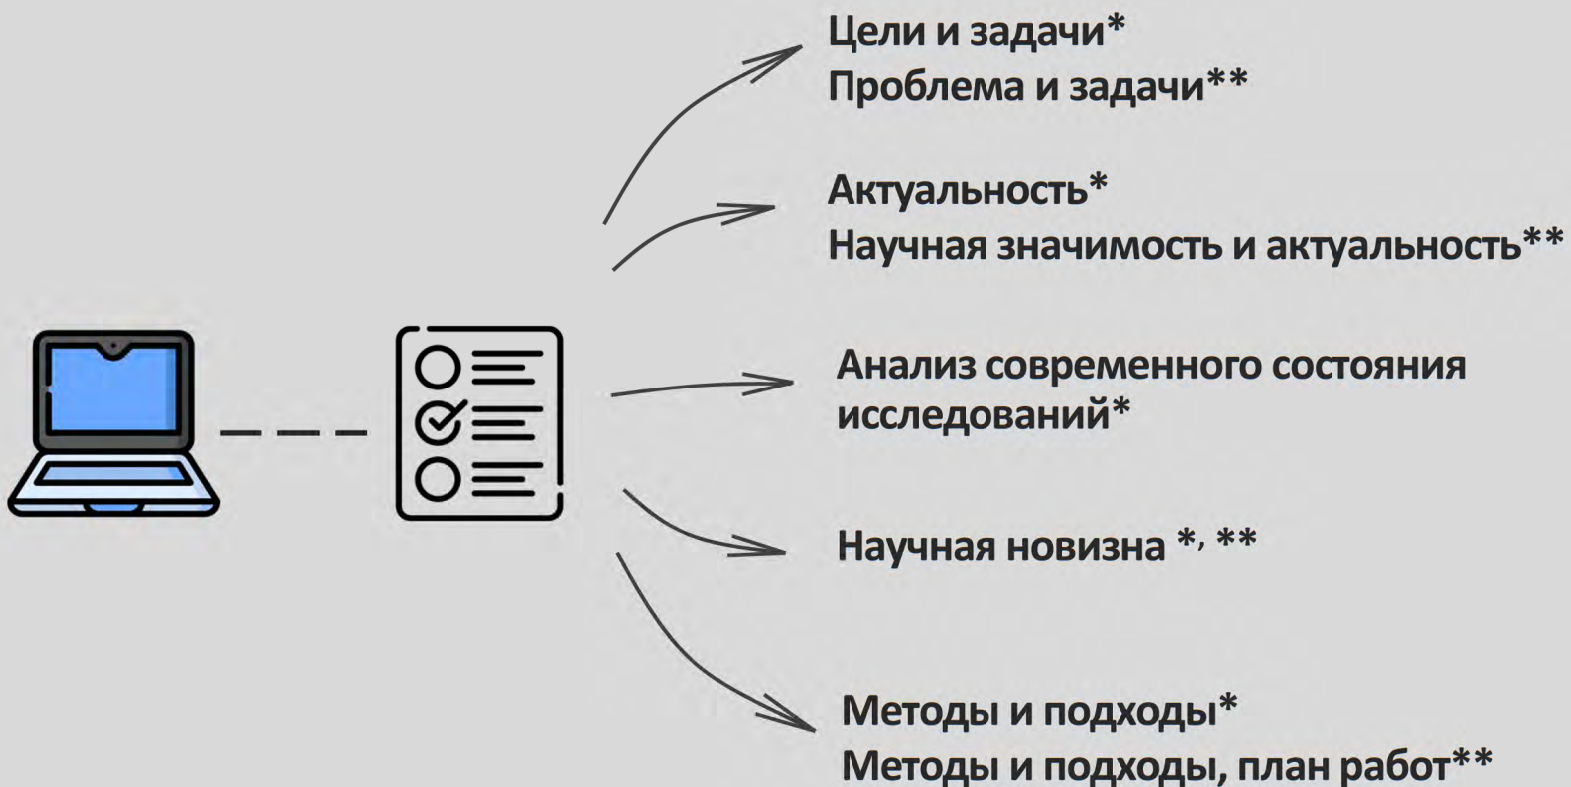 Цели и задачи*
Проблема и задачи**
Актуальность*
Научная значимость и актуальность**
Анализ современного состояния
исследований*
Научная новизна *, **
Методы и подходы*
Методы и подходы, план работ**